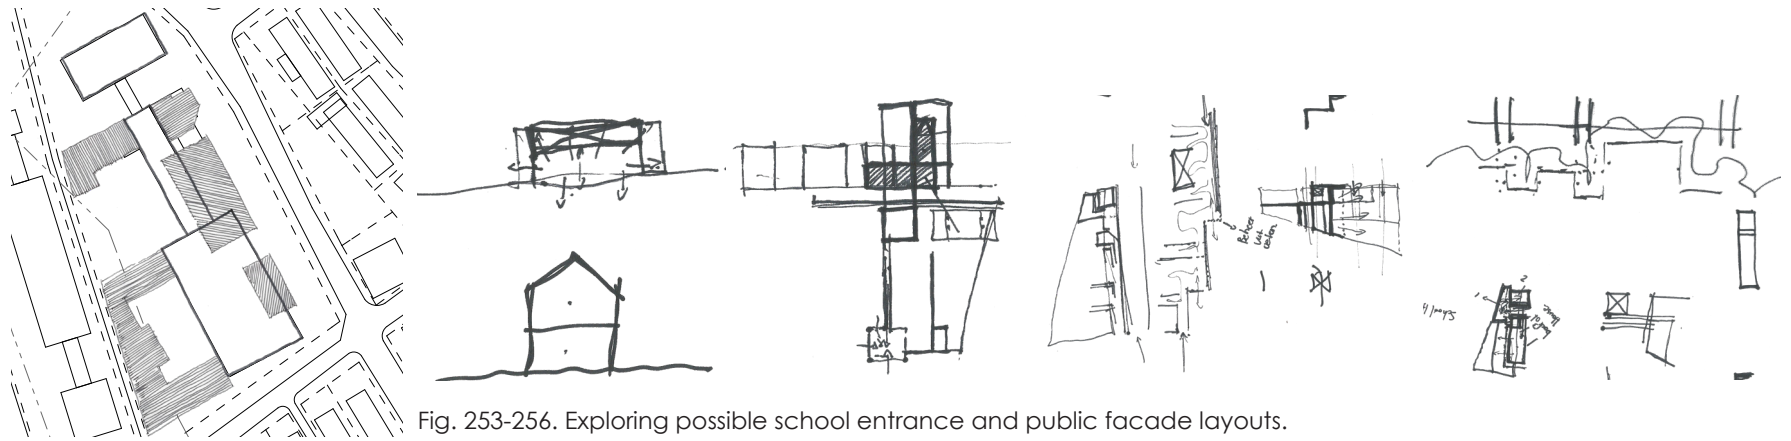 Fig. 253-256. Exploring possible school entrance and public facade layouts.